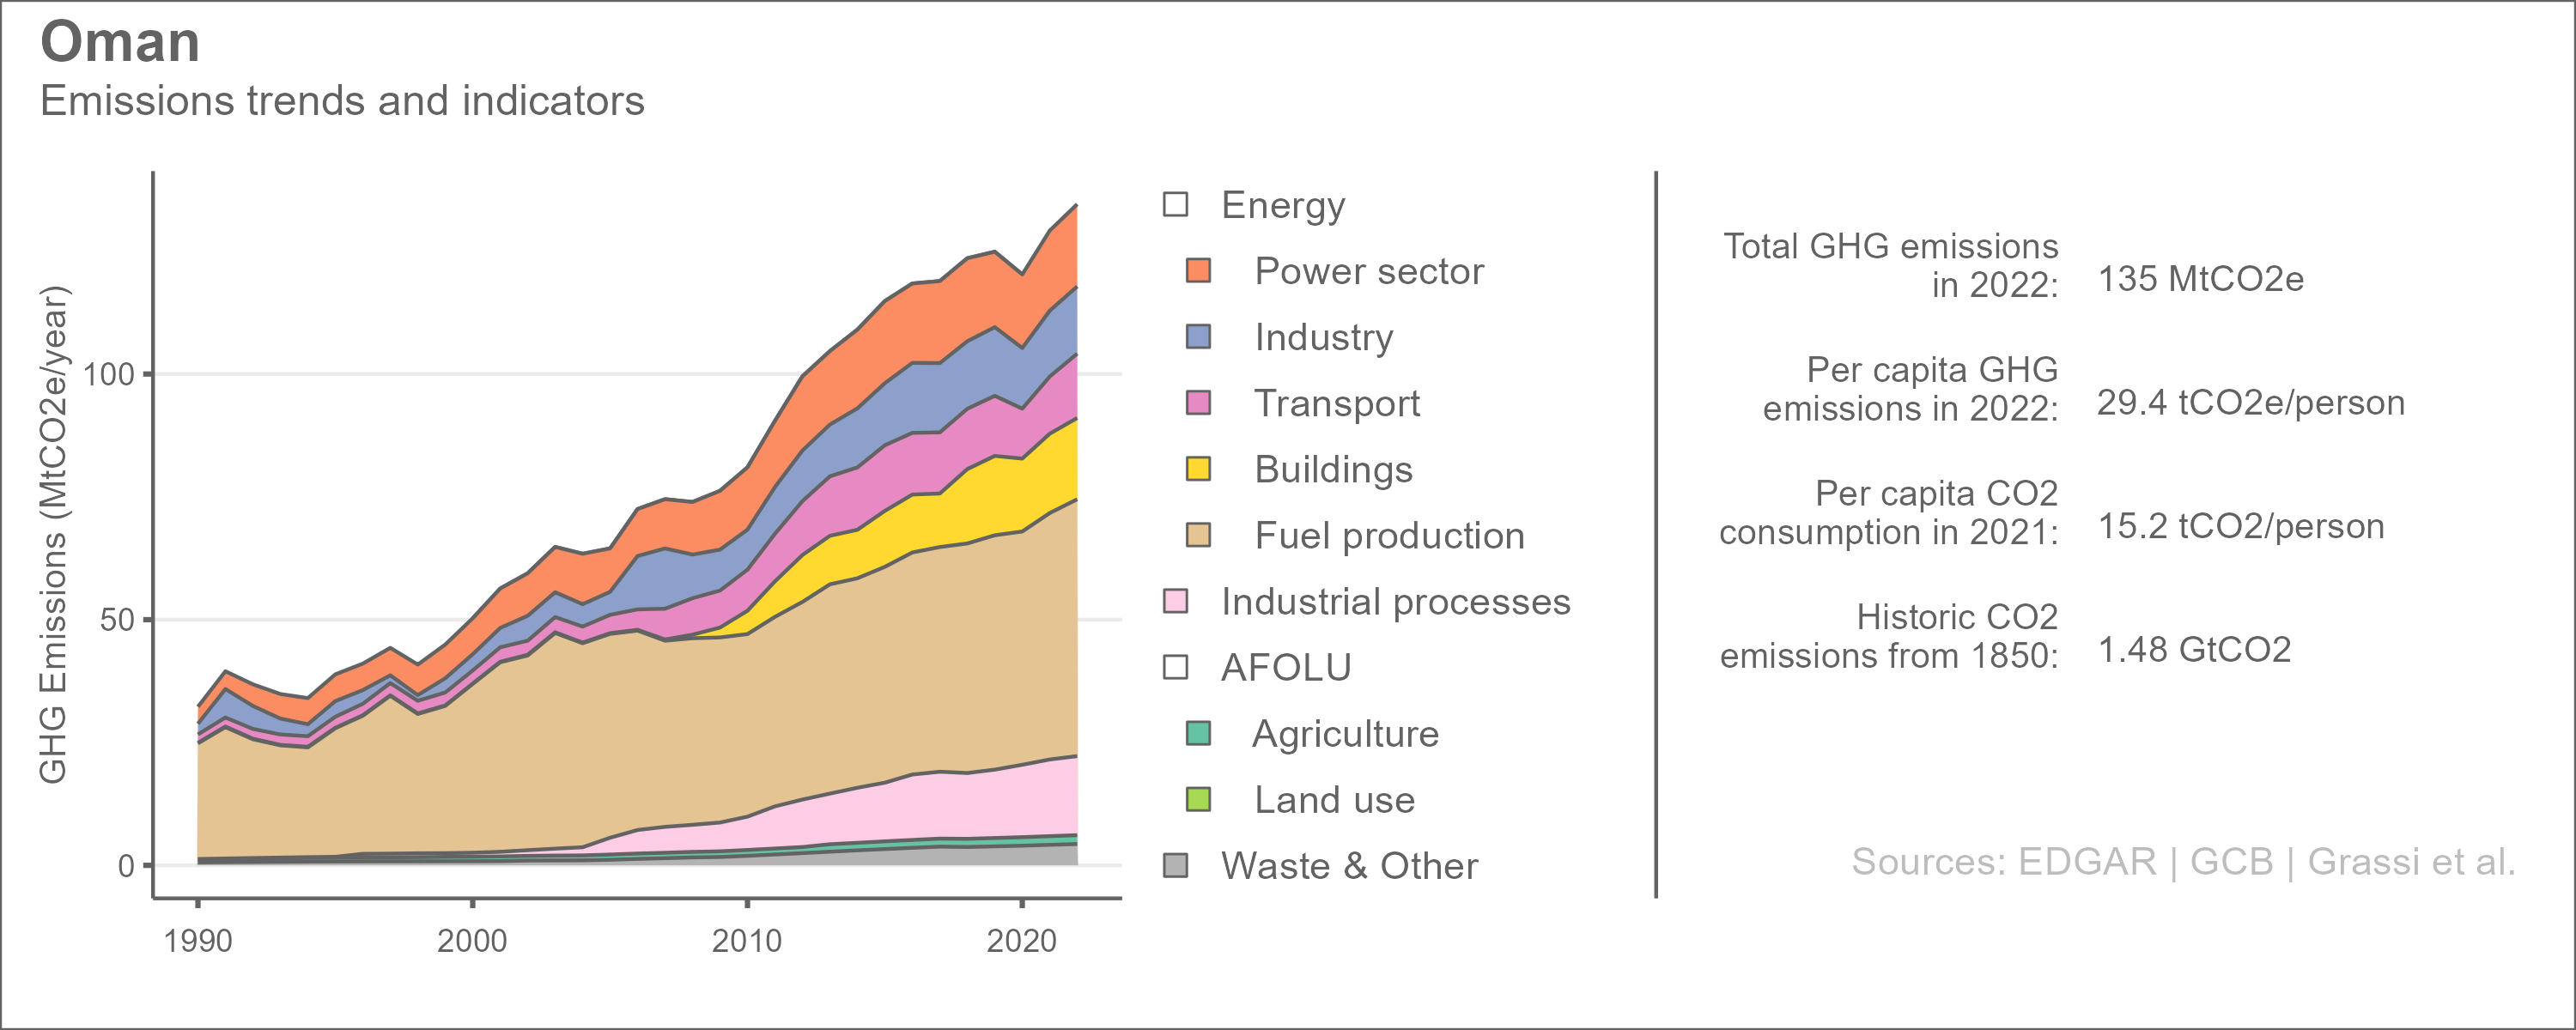 Oman
Emissions trends and indicators
GHG Emissions (MtCO2e/year)
100
50
0
1990
2000
2010
2020
Energy
Power sector
Industry
Transport
Buildings
Fuel production
Industrial processes
AFOLU
Agriculture
Land use
Waste & Other
Total GHG emissions
in 2022:
135 MtCO2e
Per capita GHG
emissions in 2022:
29.4 tCO2e/person
Per capita CO2
consumption in 2021:
15.2 tCO2/person
Historic CO2
emissions from 1850:
1.48 GtCO2
Sources: EDGAR | GCB | Grassi et al.